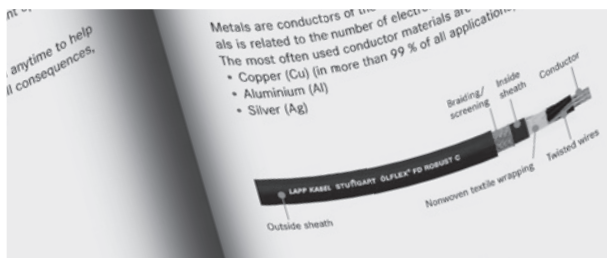 anytime to help
consequences,
Metals are conductors of
als is related to the number of
The most often used conductor materials are
• Copper (Cu) (in more than 99 % of all applications
• Aluminium (Al)
• Silver (Ag)
Braiding/
screening
Inside
sheath
Conductor
LAPP KABEL STUTTGART ÖLFLEX® FD ROBUST C
Twisted wires
Nonwoven textile wrapping
Outside sheath